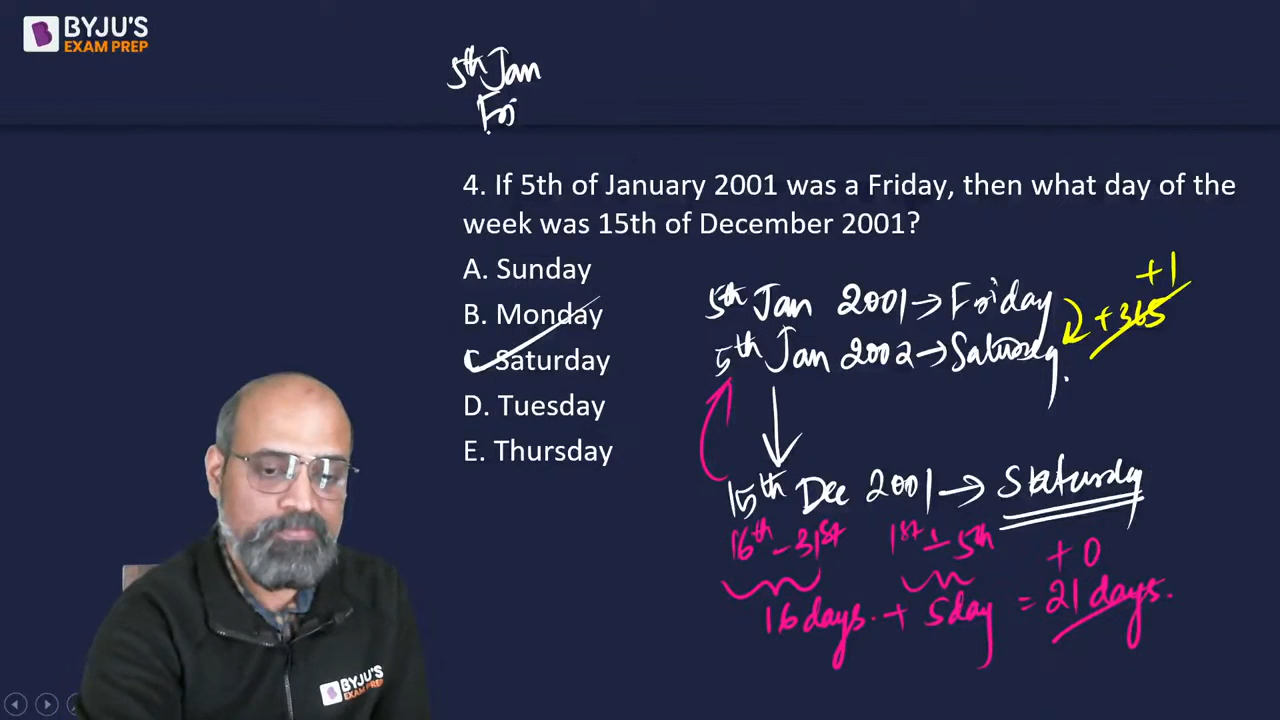 BYJU'S
EXAM PREP
5th Jan
Fri
4. If 5th of January 2001 was a Friday, then what day of the
week was 15th of December 2001?
A. Sunday
B. Monday
C. Saturday
D. Tuesday
E. Thursday
+1
5th Jan 2001 → Friday
+365
5th Jan 2002 → Saturday.
15th Dec 2001 → Saturday
16th - 31st 1st - 5th +0
16 days. + 5 day = 21 days.
BYJU'S
EXAM PREP